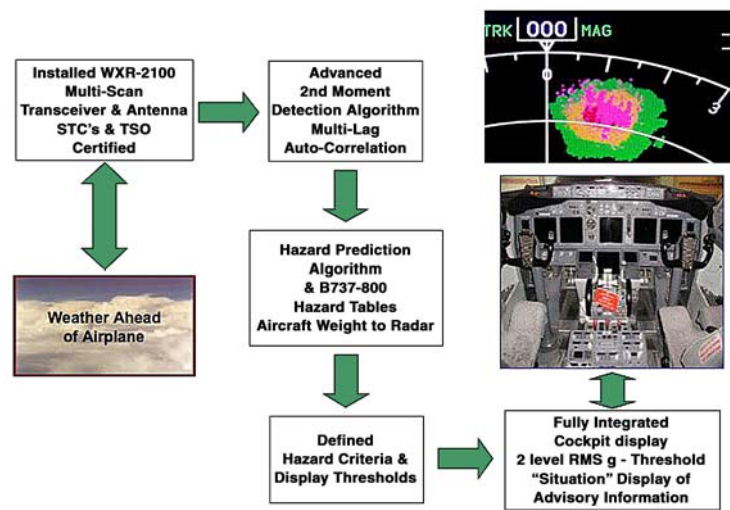 Installed WXR-2100
Multi-Scan
Transceiver & Antenna
STC's & TSO
Certified
Advanced
2nd Moment
Detection Algorithm
Multi-Lag
Auto-Correlation
TRK 000 MAG
0
3
Weather Ahead
of Airplane
Hazard Prediction
Algorithm
& B737-800
Hazard Tables
Aircraft Weight to Radar
Defined
Hazard Criteria &
Display Thresholds
Fully Integrated
Cockpit display
2 level RMS g - Threshold
“Situation” Display of
Advisory Information